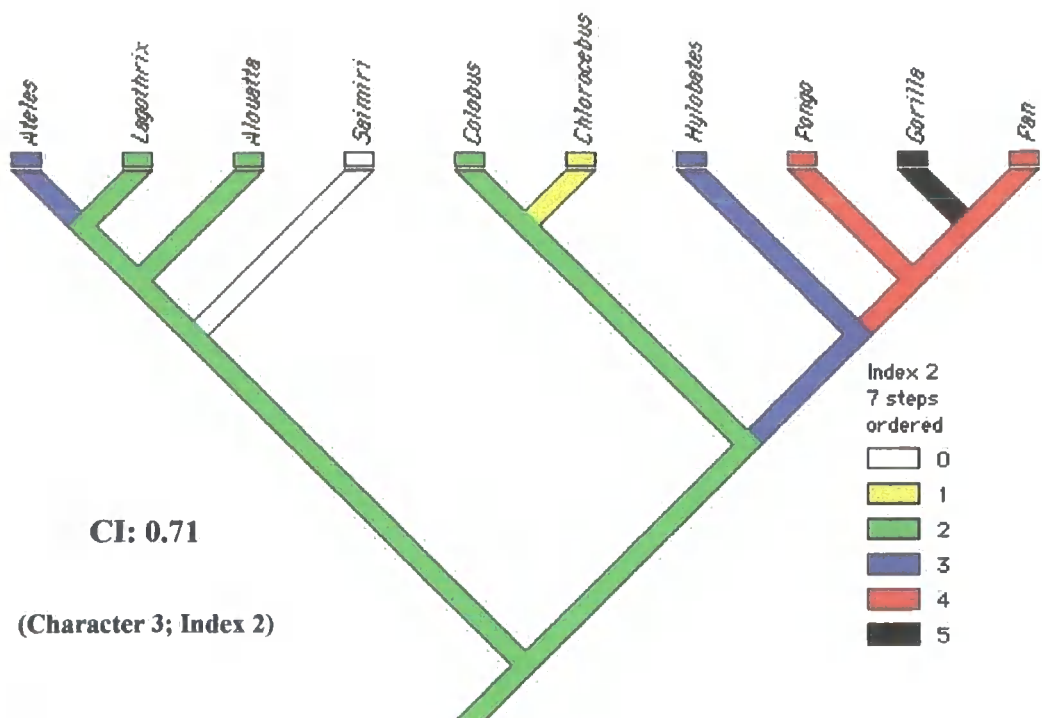 Ateles
Lagothrix
Alouatta
Saimiri
Colobus
Chlorocebus
Hylobates
Pongo
Gorilla
Pan
Index 2
7 steps
ordered
0
1
2
3
4
5
CI: 0.71
(Character 3; Index 2)